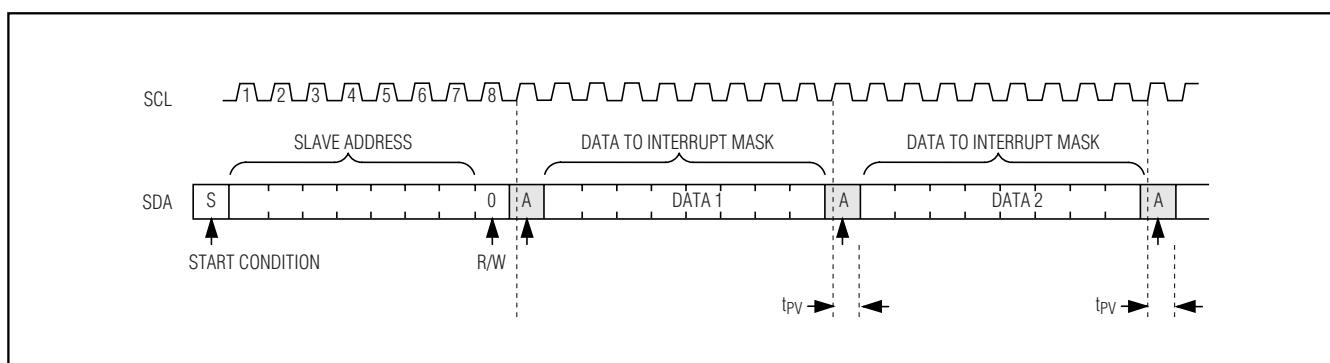 SCL 1 2 3 4 5 6 7 8
SLAVE ADDRESS DATA TO INTERRUPT MASK DATA TO INTERRUPT MASK
SDA S 0 A DATA 1 A DATA 2 A
START CONDITION R/W
tPV tPV